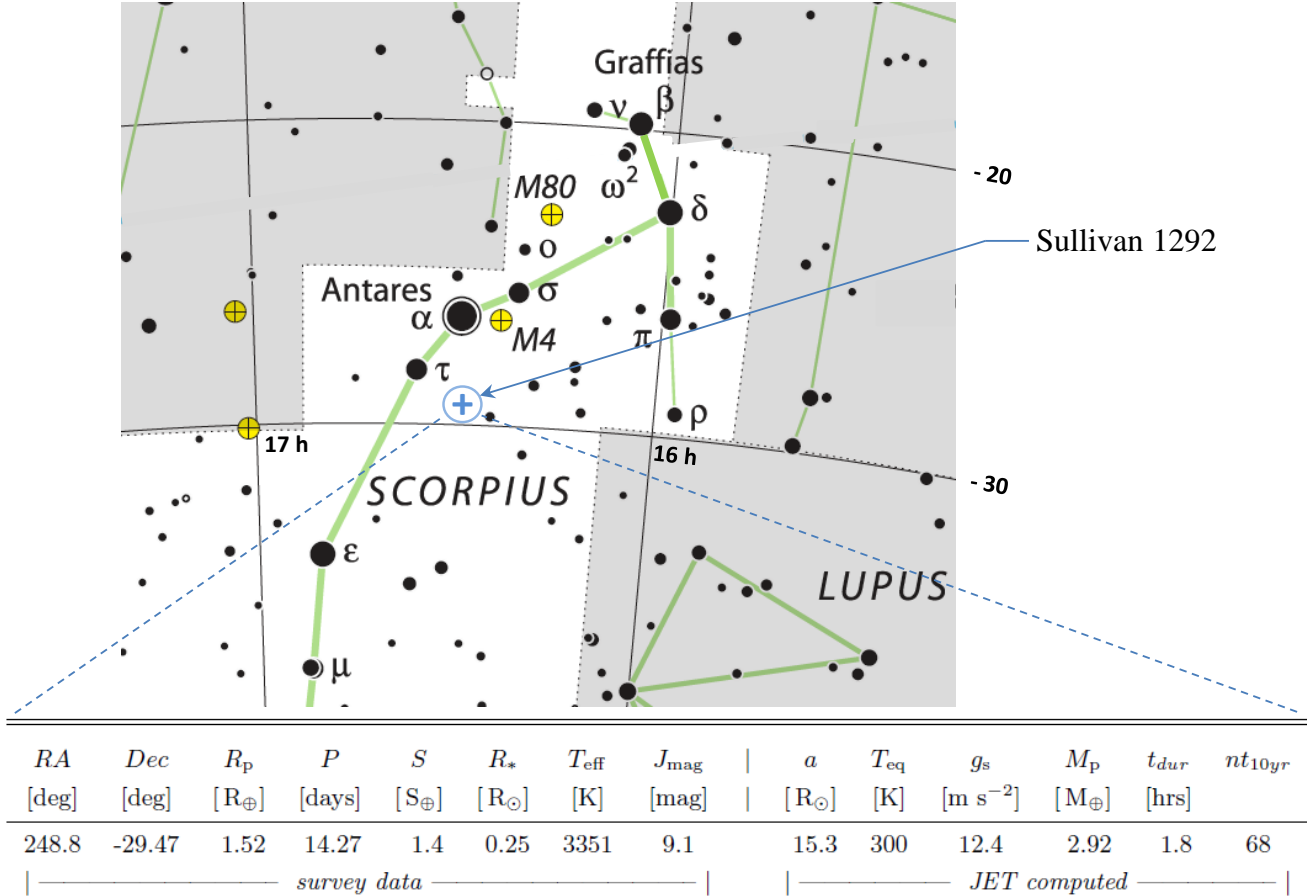 Graffias
ν β
- 20
ω²
M80
δ
Sullivan 1292
ο
Antares
σ
α
M4
π
τ
ρ
17 h
16 h
- 30
SCORPIUS
ε
LUPUS
μ
RA Dec Rp P S R* Teff Jmag | a Teq gs Mp tdur nt10yr
[deg] [deg] [R⊕] [days] [S⊕] [R⊙] [K] [mag] | [R⊙] [K] [m s⁻²] [M⊕] [hrs]
248.8 -29.47 1.52 14.27 1.4 0.25 3351 9.1 15.3 300 12.4 2.92 1.8 68
| survey data | | JET computed |